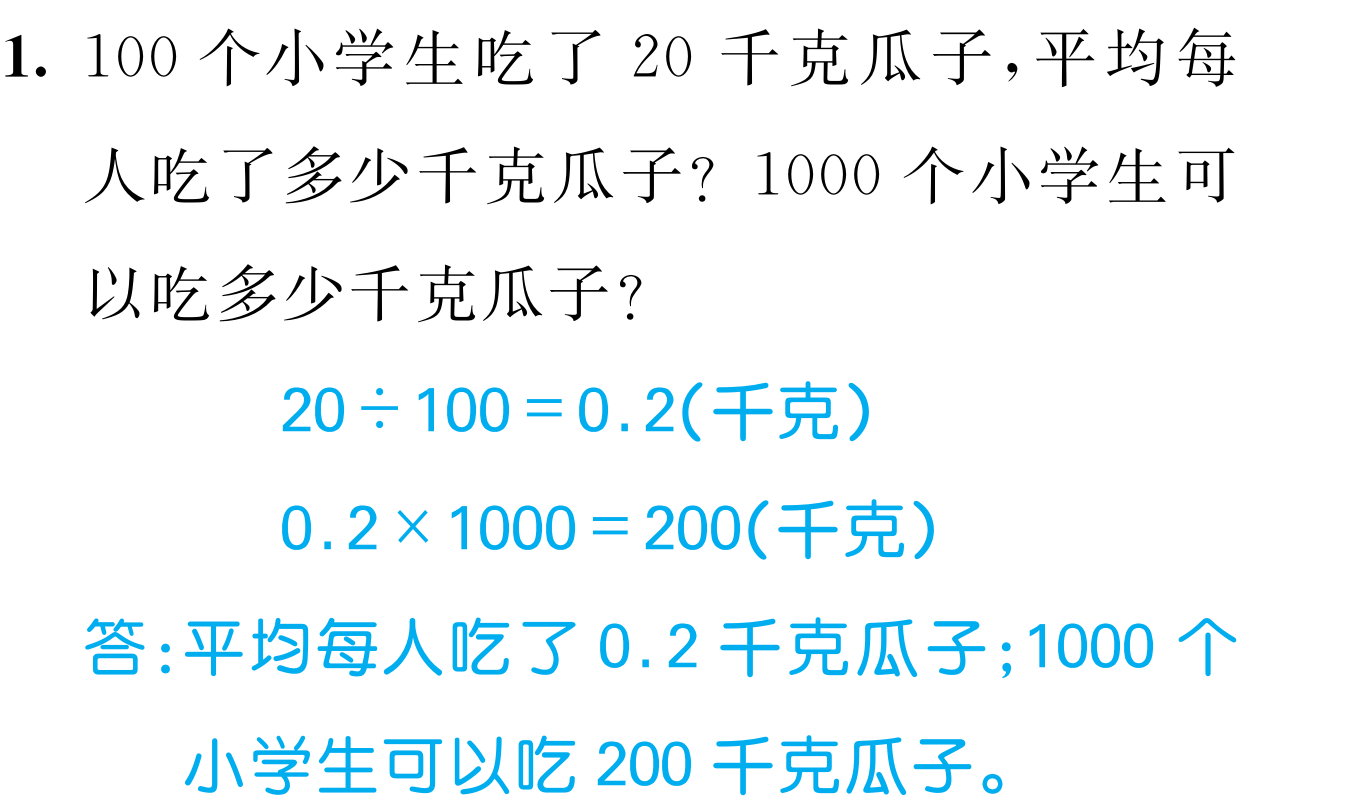 1. 100 个小学生吃了 20 千克瓜子,平均每
人吃了多少千克瓜子? 1000 个小学生可
以吃多少千克瓜子?
20÷100=0.2(千克)
0.2×1000=200(千克)
答:平均每人吃了 0.2 千克瓜子;1000 个
小学生可以吃 200 千克瓜子。